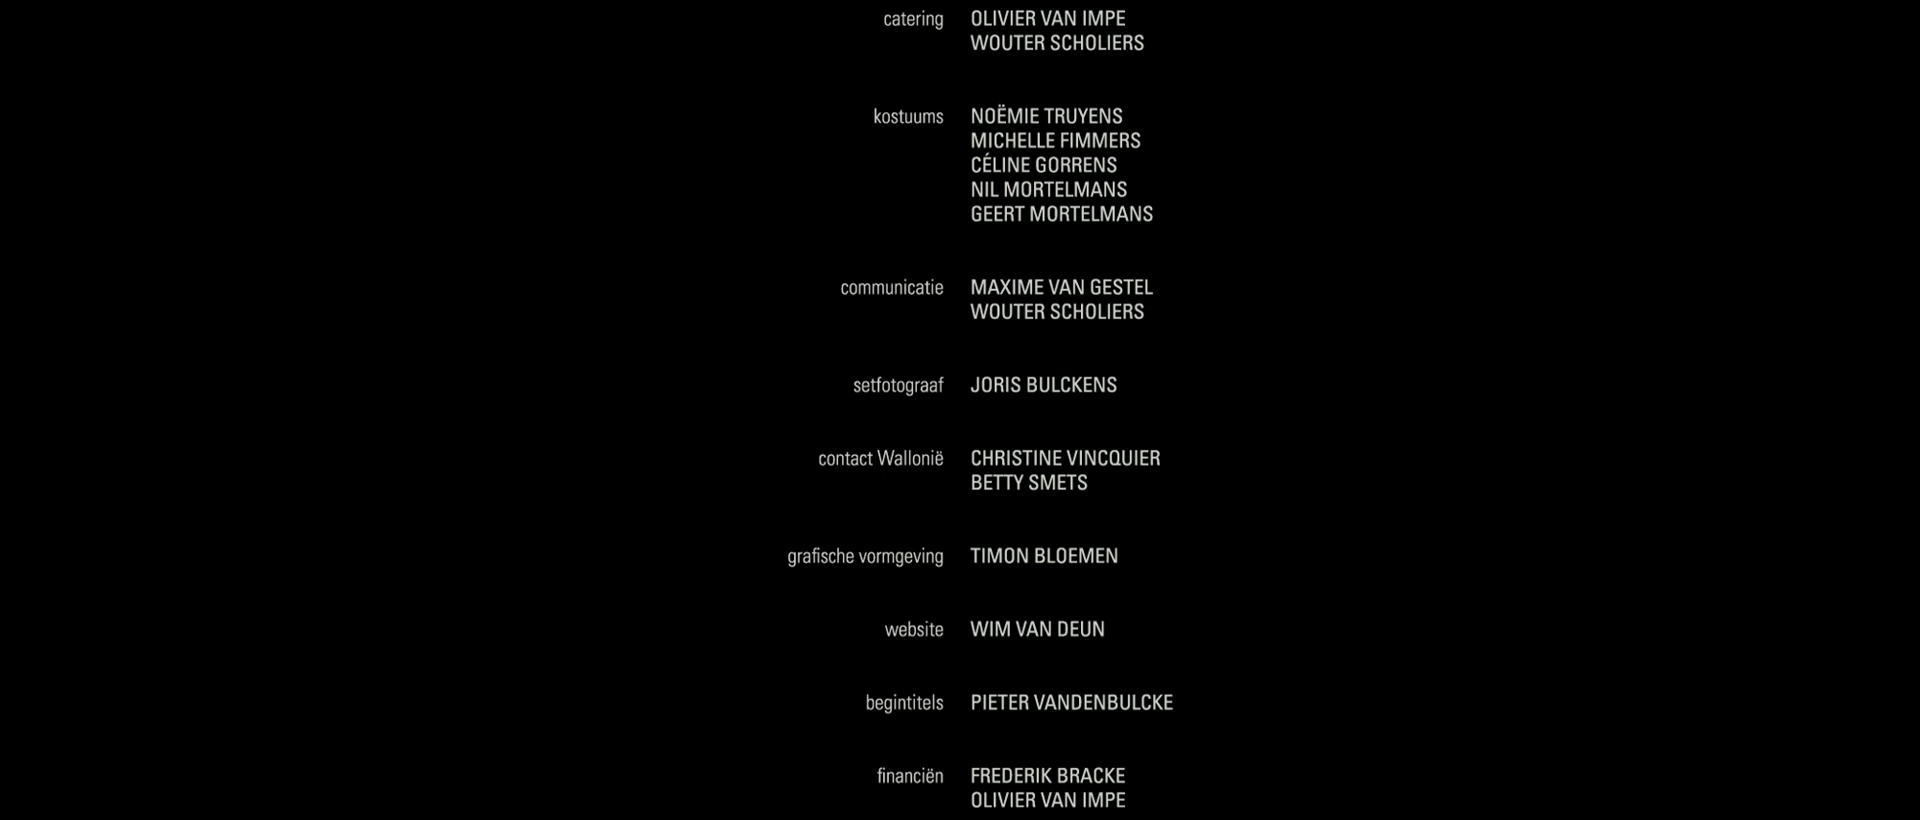 catering OLIVIER VAN IMPE
WOUTER SCHOLIERS
kostuums NOËMIE TRUYENS
MICHELLE FIMMERS
CÉLINE GORRENS
NIL MORTELMANS
GEERT MORTELMANS
communicatie MAXIME VAN GESTEL
WOUTER SCHOLIERS
setfotograaf JORIS BULCKENS
contact Wallonië CHRISTINE VINCQUIER
BETTY SMETS
grafische vormgeving TIMON BLOEMEN
website WIM VAN DEUN
begintitels PIETER VANDENBULCKE
financiën FREDERIK BRACKE
OLIVIER VAN IMPE